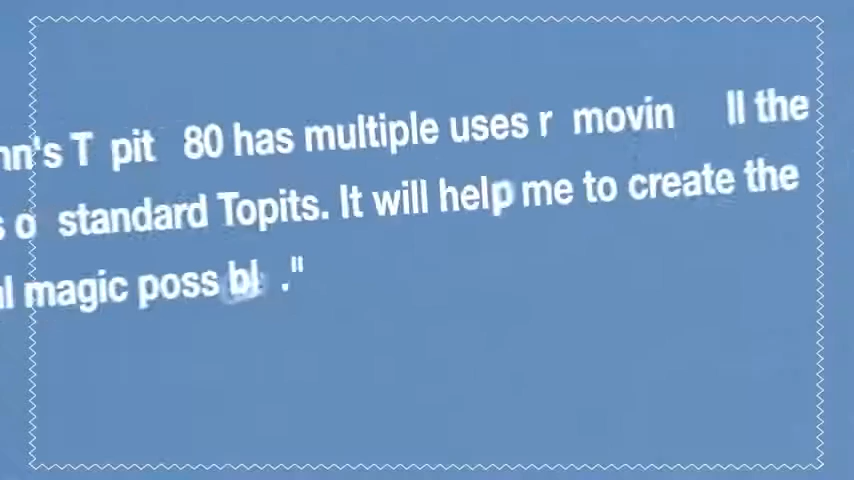 nn's T pit 80 has multiple uses r movin ll the
s o standard Topits. It will help me to create the
al magic poss bl ."